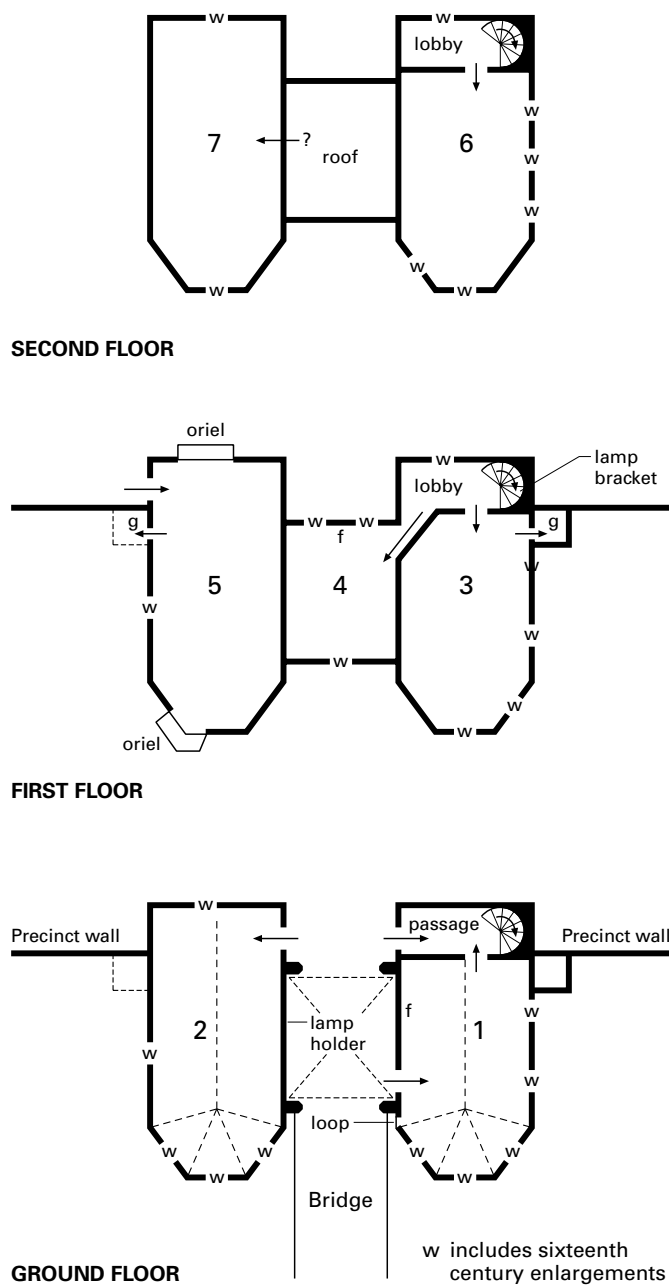 w
w
lobby
w
7
?
roof
6
w
w
w
w
w
SECOND FLOOR
oriel
w
lamp
bracket
lobby
g
w
w
f
g
5
4
3
w
w
w
w
w
w
oriel
FIRST FLOOR
w
Precinct wall
passage
Precinct wall
2
lamp
holder
f
1
w
w
w
loop
w
w
w
w
w
w
Bridge
w includes sixteenth
century enlargements
GROUND FLOOR